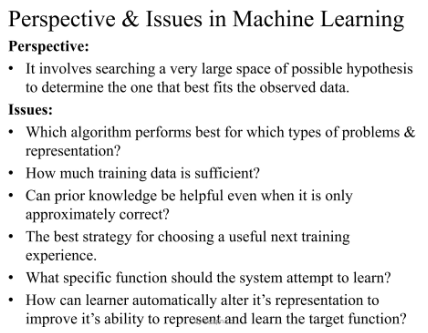 Perspective & Issues in Machine Learning
Perspective:
• It involves searching a very large space of possible hypothesis
to determine the one that best fits the observed data.
Issues:
• Which algorithm performs best for which types of problems &
representation?
• How much training data is sufficient?
• Can prior knowledge be helpful even when it is only
approximately correct?
• The best strategy for choosing a useful next training
experience.
• What specific function should the system attempt to learn?
• How can learner automatically alter it's representation to
improve it's ability to represent and learn the target function?